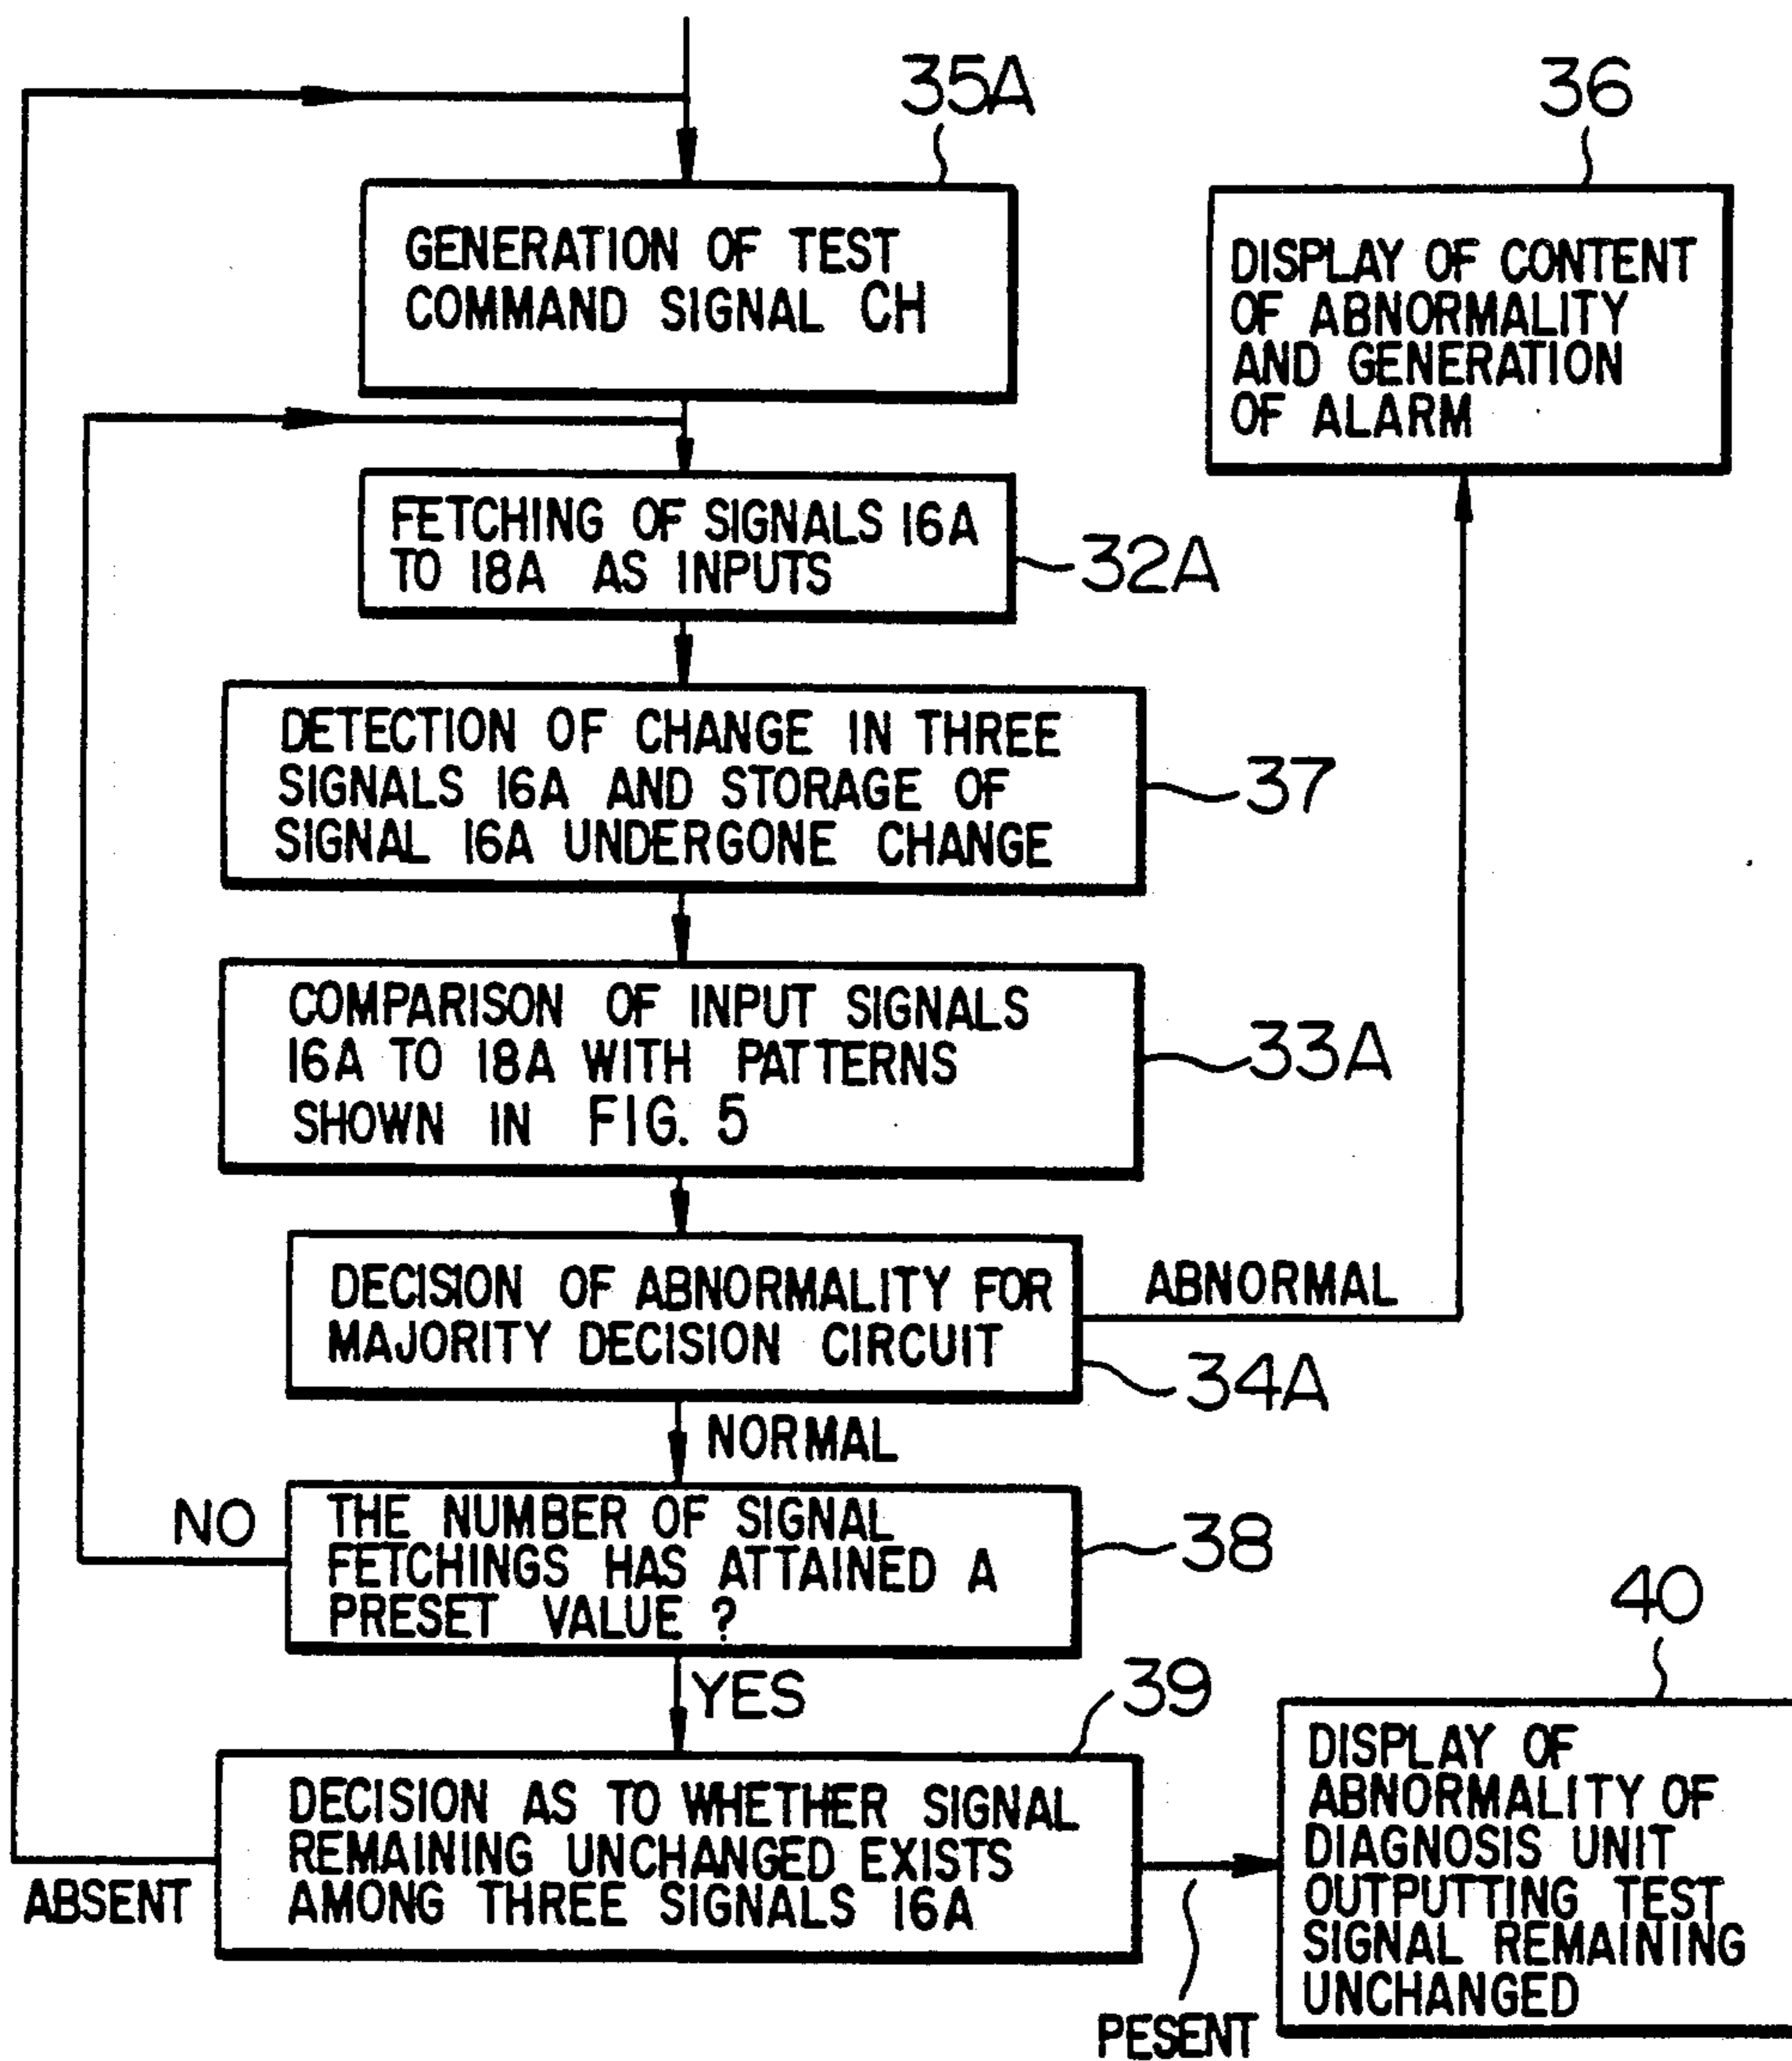 35A
GENERATION OF TEST
COMMAND SIGNAL CH
36
DISPLAY OF CONTENT
OF ABNORMALITY
AND GENERATION
OF ALARM
FETCHING OF SIGNALS 16A
TO 18A AS INPUTS
32A
DETECTION OF CHANGE IN THREE
SIGNALS 16A AND STORAGE OF
SIGNAL 16A UNDERGONE CHANGE
37
COMPARISON OF INPUT SIGNALS
16A TO 18A WITH PATTERNS
SHOWN IN FIG. 5
33A
DECISION OF ABNORMALITY FOR
MAJORITY DECISION CIRCUIT
ABNORMAL
34A
NORMAL
NO
THE NUMBER OF SIGNAL
FETCHINGS HAS ATTAINED A
PRESET VALUE ?
38
YES
39
DECISION AS TO WHETHER SIGNAL
REMAINING UNCHANGED EXISTS
AMONG THREE SIGNALS 16A
ABSENT
PESENT
40
DISPLAY OF
ABNORMALITY OF
DIAGNOSIS UNIT
OUTPUTTING TEST
SIGNAL REMAINING
UNCHANGED